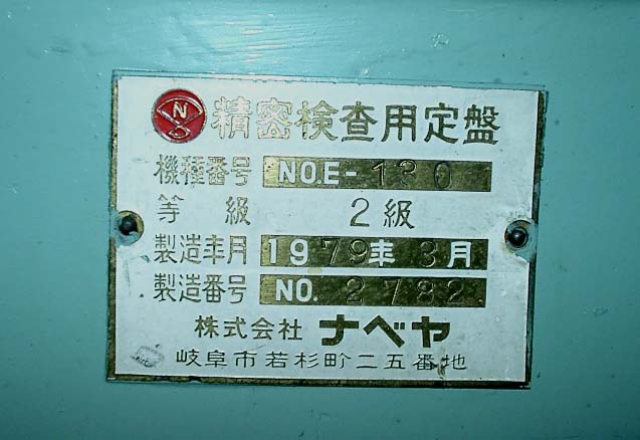 N 精密検査用定盤
機種番号 NO.E-130
等級 2級
製造年月 1979年3月
製造番号 NO. 2782
株式会社 ナベヤ
岐阜市若杉町二五番地